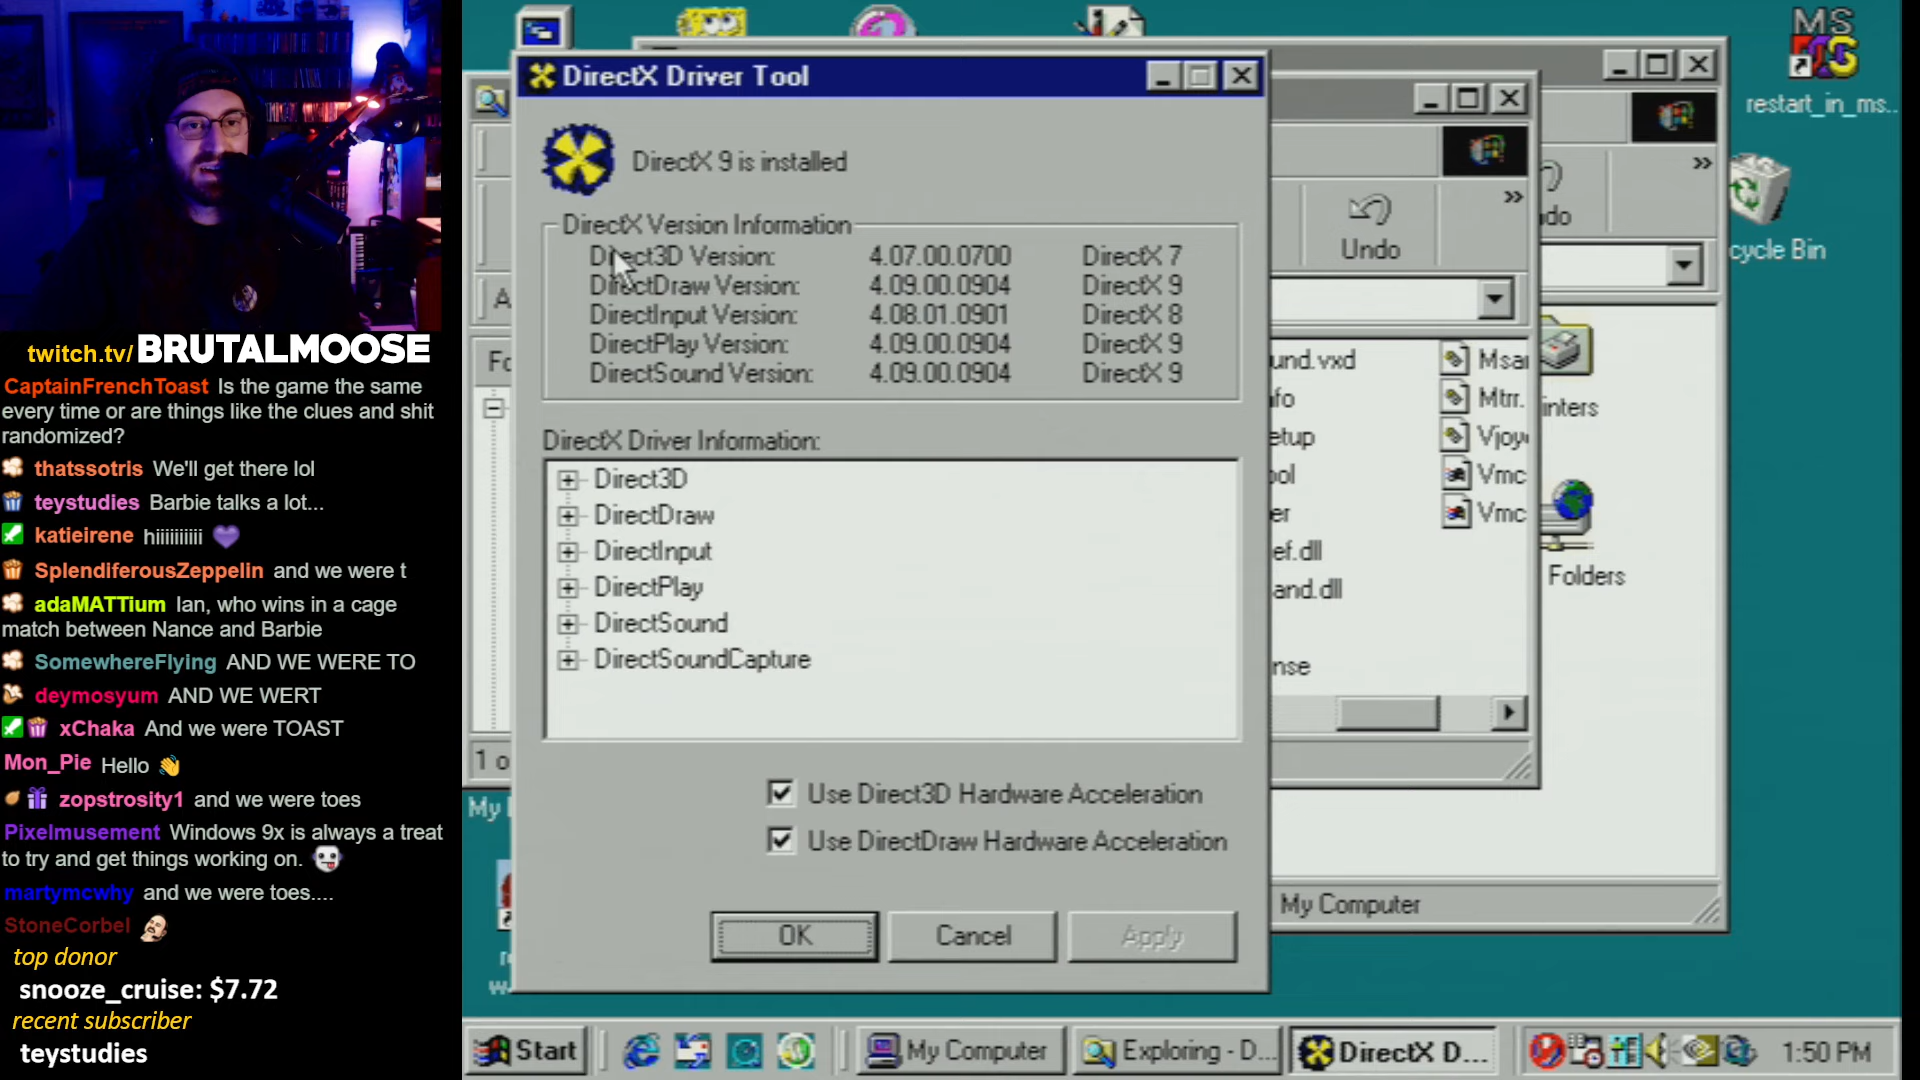 twitch.tv/BRUTALMOOSE
CaptainFrenchToast Is the game the same
every time or are things like the clues and shit
randomized?
thatssotris We'll get there lol
teystudies Barbie talks a lot...
katieirene hiiiiiiiiii
SplendiferousZeppelin and we were t
adaMATTium Ian, who wins in a cage
match between Nance and Barbie
SomewhereFlying AND WE WERE TO
deymosyum AND WE WERT
xChaka And we were TOAST
Mon_Pie Hello
zopstrosity1 and we were toes
Pixelmusement Windows 9x is always a treat
to try and get things working on.
martymcwhy and we were toes....
StoneCorbel
top donor
snooze_cruise: $7.72
recent subscriber
teystudies
DirectX Driver Tool
DirectX 9 is installed
DirectX Version Information
Direct3D Version: 4.07.00.0700 DirectX 7
DirectDraw Version: 4.09.00.0904 DirectX 9
DirectInput Version: 4.08.01.0901 DirectX 8
DirectPlay Version: 4.09.00.0904 DirectX 9
DirectSound Version: 4.09.00.0904 DirectX 9
DirectX Driver Information:
Direct3D
DirectDraw
DirectInput
DirectPlay
DirectSound
DirectSoundCapture
Use Direct3D Hardware Acceleration
Use DirectDraw Hardware Acceleration
OK Cancel Apply
»
Undo
und.vxd
nfo
etup
ool
er
ef.dll
and.dll
nse
Msar
Mtrr.
Vjoy
Vmc
Vmc
»
do
inters
Folders
My Computer
1 o
My
MS
restart_in_ms...
cycle Bin
Start My Computer Exploring - D... DirectX D... 1:50 PM